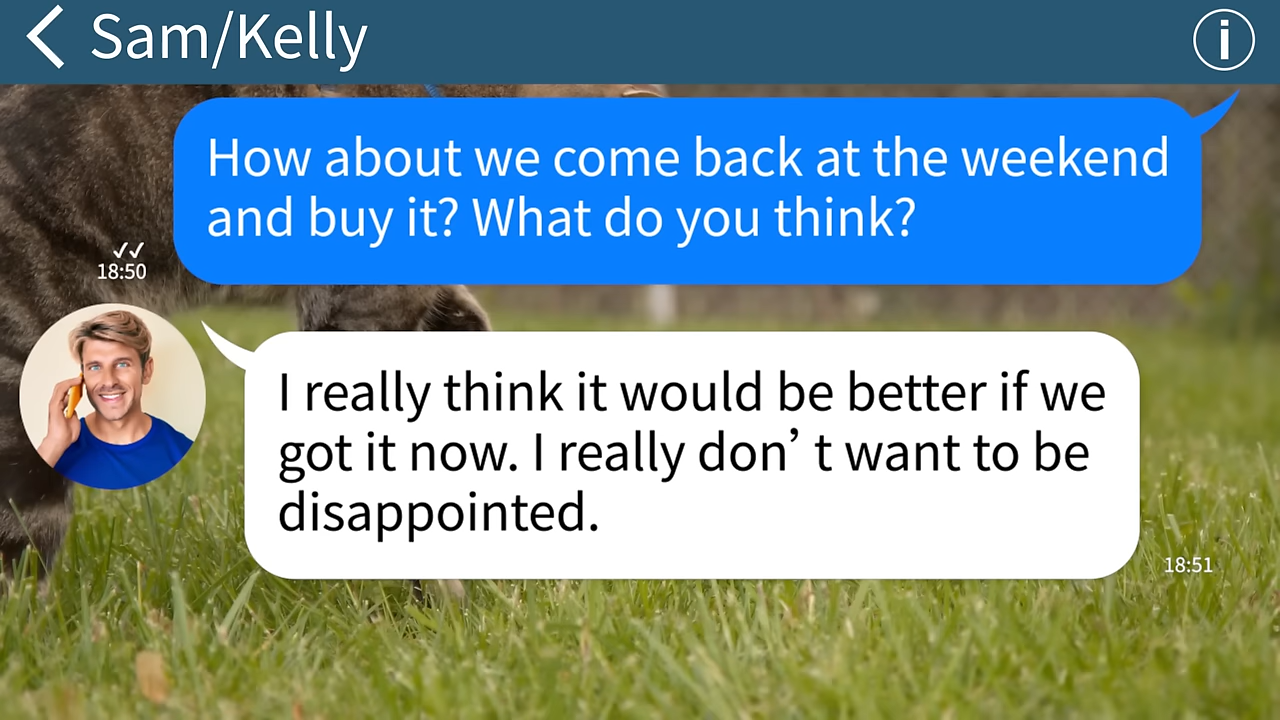 Sam/Kelly
How about we come back at the weekend
and buy it? What do you think?
18:50
I really think it would be better if we
got it now. I really don’t want to be
disappointed.
18:51